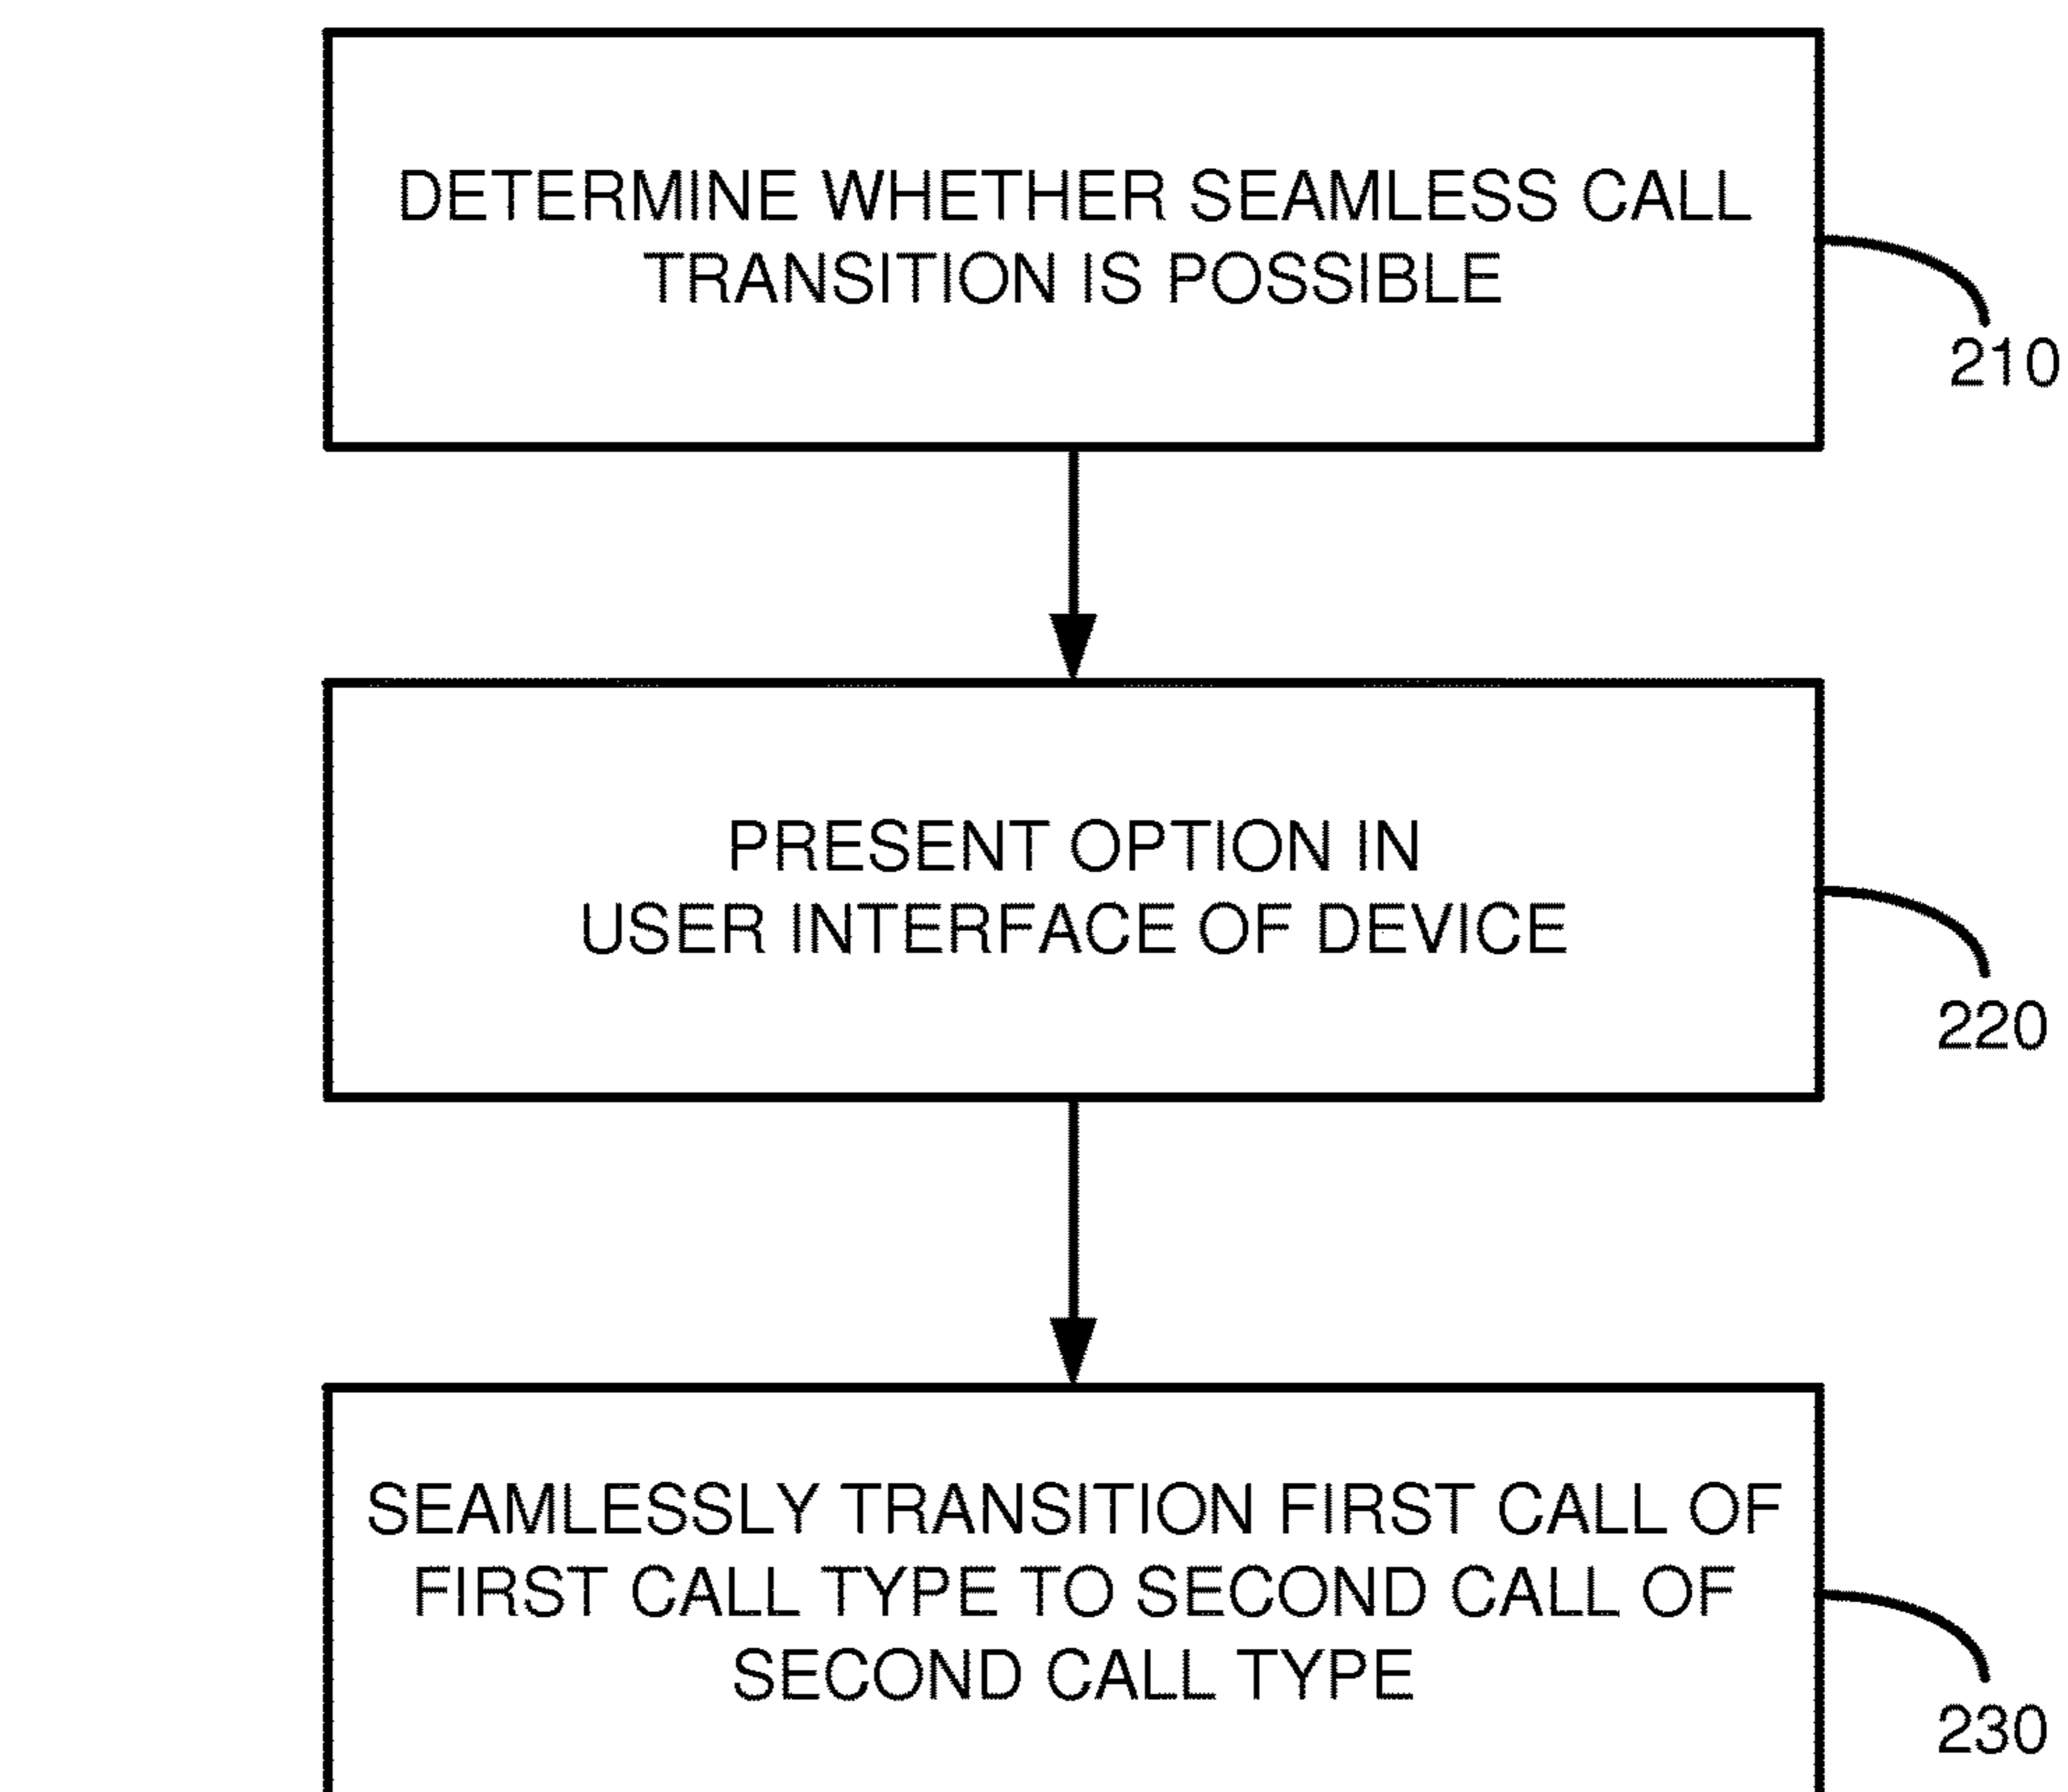 DETERMINE WHETHER SEAMLESS CALL
TRANSITION IS POSSIBLE
210
PRESENT OPTION IN
USER INTERFACE OF DEVICE
220
SEAMLESSLY TRANSITION FIRST CALL OF
FIRST CALL TYPE TO SECOND CALL OF
SECOND CALL TYPE
230